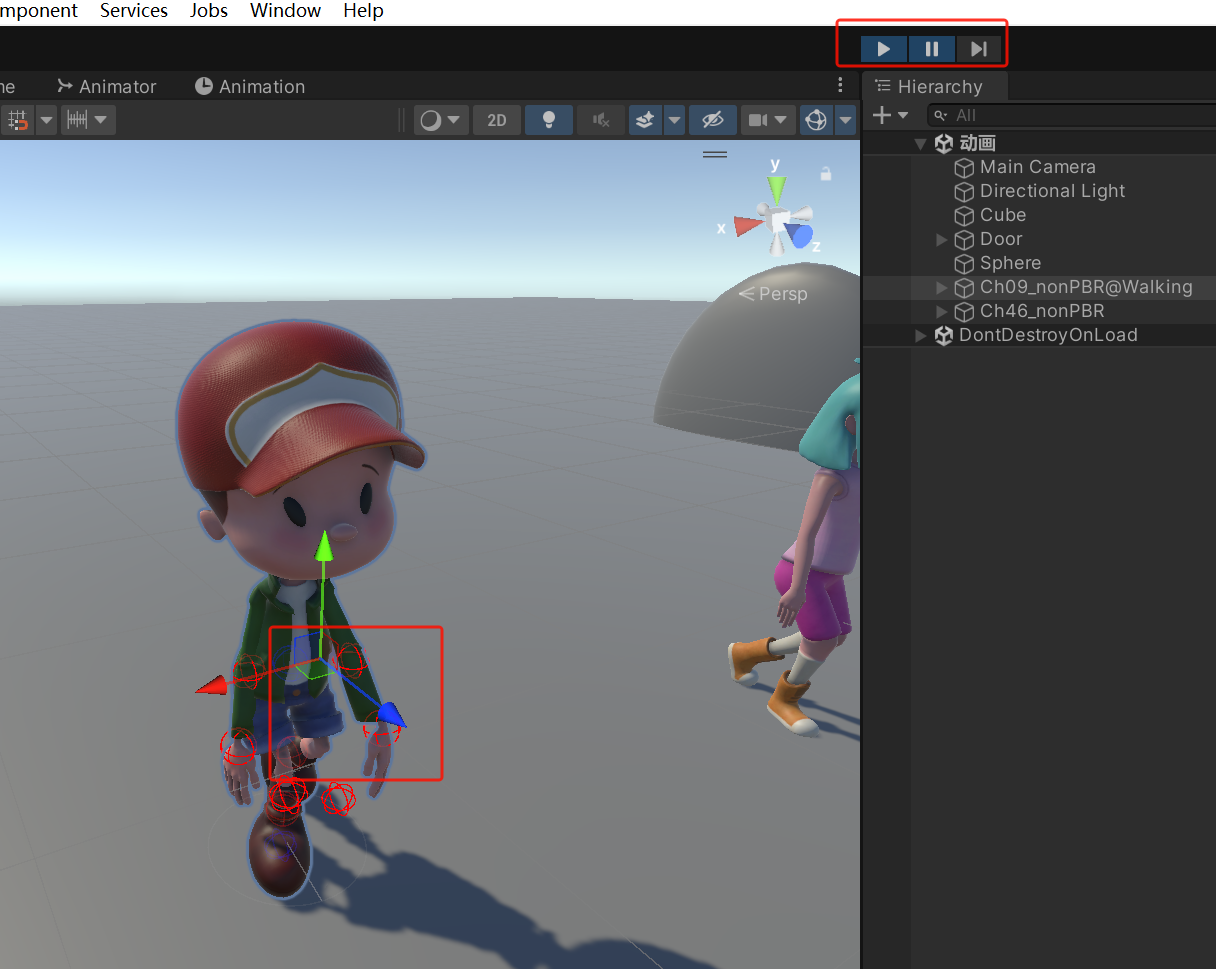 mponent Services Jobs Window Help
ne Animator Animation
Hierarchy
2D
All
动画
Main Camera
Directional Light
Cube
Door
Sphere
Ch09_nonPBR@Walking
Ch46_nonPBR
DontDestroyOnLoad
y
x
z
Persp